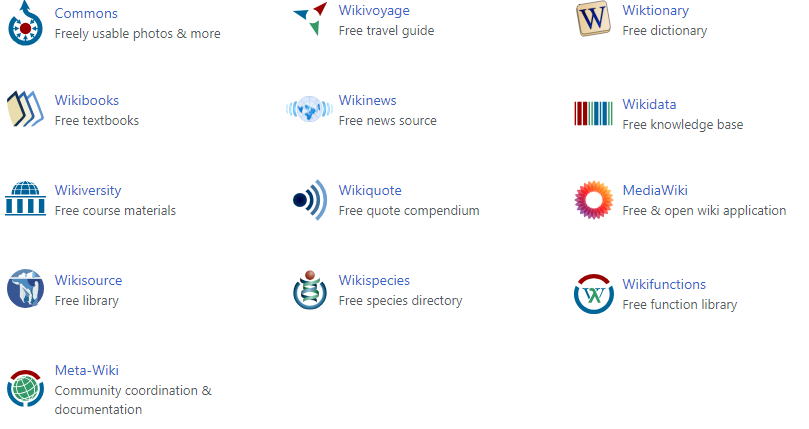 Commons
Freely usable photos & more
Wikivoyage
Free travel guide
W
Wiktionary
Free dictionary
Wikibooks
Free textbooks
Wikinews
Free news source
Wikidata
Free knowledge base
Wikiversity
Free course materials
Wikiquote
Free quote compendium
MediaWiki
Free & open wiki application
Wikisource
Free library
Wikispecies
Free species directory
Wikifunctions
Free function library
Meta-Wiki
Community coordination &
documentation